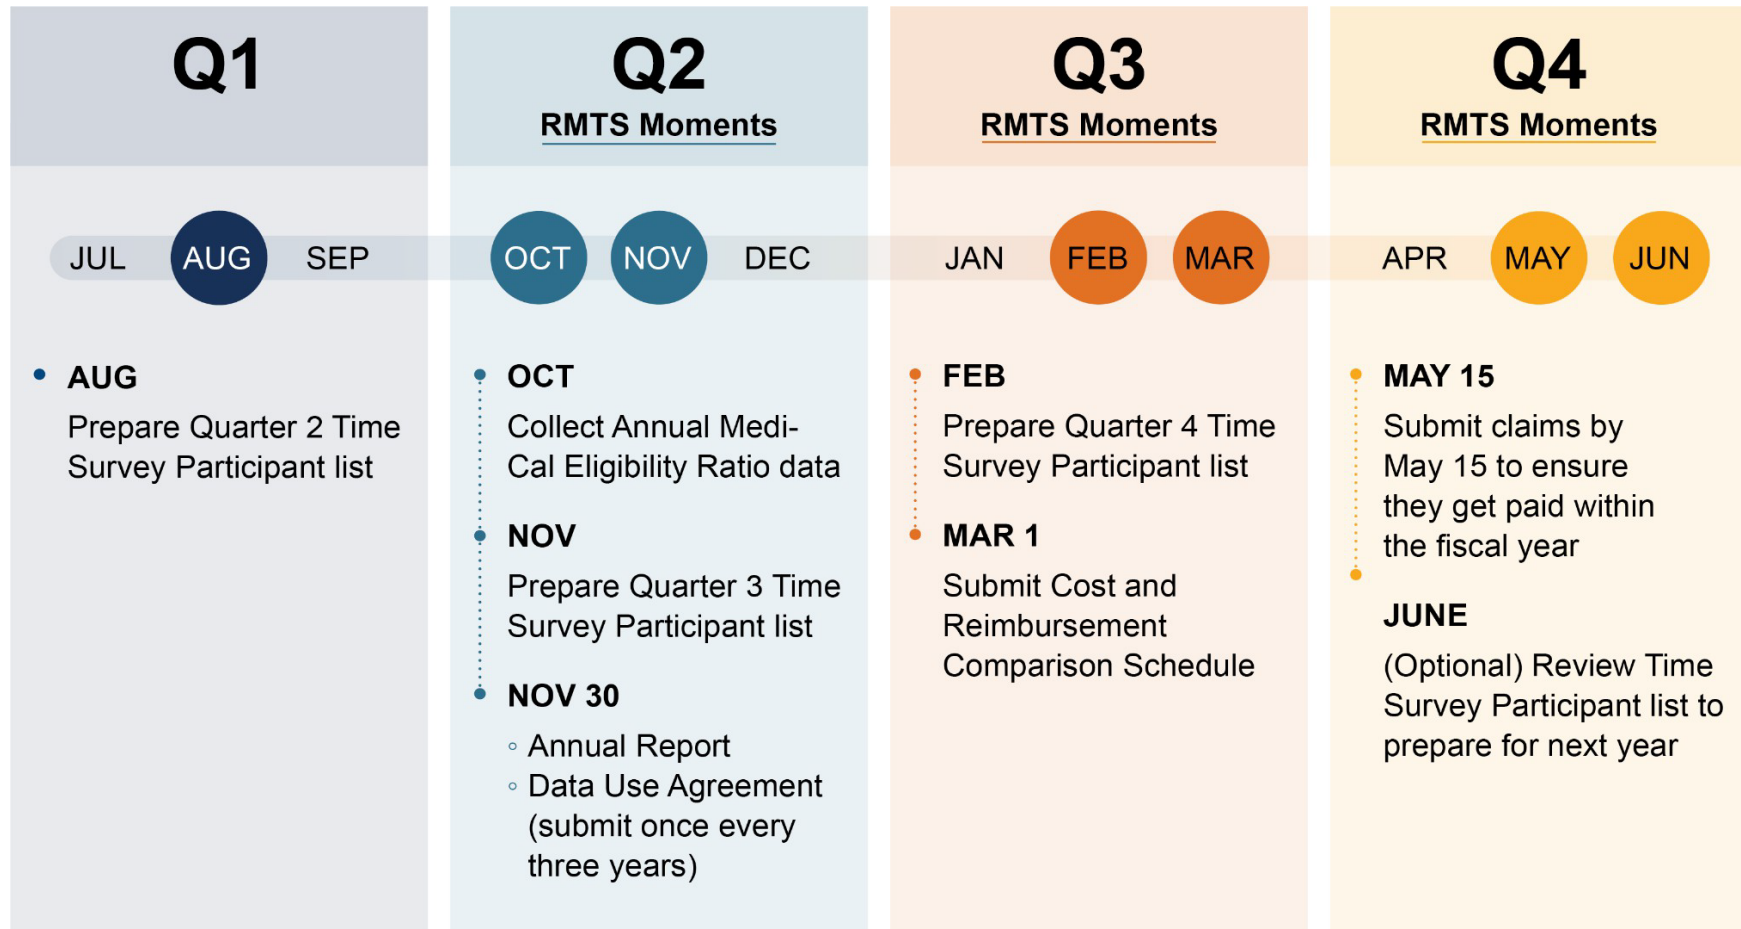 Q1
JUL
AUG
SEP
AUG
Prepare Quarter 2 Time
Survey Participant list
Q2
RMTS Moments
OCT
NOV
DEC
OCT
Collect Annual Medi-
Cal Eligibility Ratio data
NOV
Prepare Quarter 3 Time
Survey Participant list
NOV 30
Annual Report
Data Use Agreement
(submit once every
three years)
Q3
RMTS Moments
JAN
FEB
MAR
FEB
Prepare Quarter 4 Time
Survey Participant list
MAR 1
Submit Cost and
Reimbursement
Comparison Schedule
Q4
RMTS Moments
APR
MAY
JUN
MAY 15
Submit claims by
May 15 to ensure
they get paid within
the fiscal year
JUNE
(Optional) Review Time
Survey Participant list to
prepare for next year